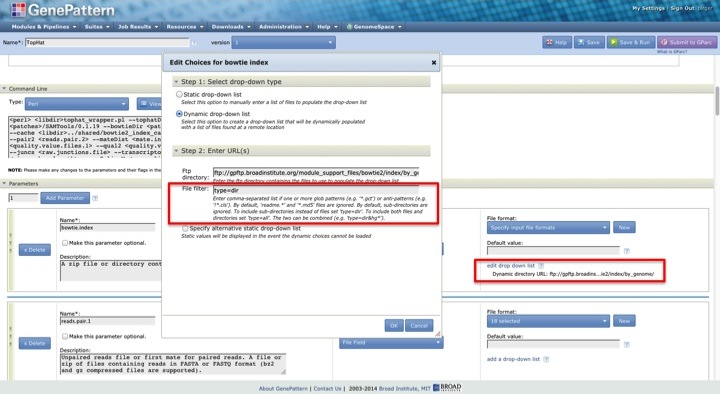 GenePattern
My Settings | Sign Out
Modules & Pipelines Suites Job Results Resources Downloads Administration Help GenomeSpace
Name*: TopHat version 1
Help Save Save & Run Submit to GParc
What is GParc?
Command Line
Type: Perl
<perl> <libdir>tophat_wrapper.pl
<patches>/SAMTools/0.1.19 --bowtieDir
--cache <libdir>../shared/bowtie2_index_ca
--pair2 <reads.pair.2> --mateDist
<quality.value.files.1>
--juncs
NOTE: Please make any changes to the parameters and their flags in the
Parameters
1 Add Parameter
x Delete
Name*:
bowtie.index
Make this parameter optional.
Description:
A zip file or directory cont
File format:
Specify input file formats New
Default value:
edit drop down list
Dynamic directory URL: ftp://gpftp.broadins...ie2/index/by_genome/
Edit Choices for bowtie index
Step 1: Select drop-down type
Static drop-down list
Select this option to manually enter a list of files to populate the drop-down list
Dynamic drop-down list
Select this option to create a drop-down list that will be dynamically populated
with a list of files found at a remote location
Step 2: Enter URL(s)
Ftp directory: ftp://gpftp.broadinstitute.org/module_support_files/bowtie2/index/by_ge
Enter the ftp directory containing the files to use to populate the drop-down list
File filter: type=dir
Enter comma-separated list if one or more glob patterns (e.g. '*.gct') or anti-patterns (e.g.
'!*.cls'). By default, 'readme.*' and '*.md5' files are ignored. By default, sub-directories are
ignored. To include sub-directories instead of files set 'type=dir'. To include both files and
directories set 'type=all'. The two can be combined (e.g. 'type=dir&hg*').
Specify alternative static drop-down list
Static values will be displayed in the event the dynamic choices cannot be loaded
OK Cancel
x Delete
Name*:
reads.pair.1
Make this parameter optional.
Description:
Unpaired reads file or first mate for paired reads. A file or
zip of files containing reads in FASTA or FASTQ format (bz2
and gz compressed files are supported).
File Field
File format:
18 selected New
Default value:
add a drop-down list
About GenePattern | Contact Us | 2003-2014 Broad Institute, MIT BROAD INSTITUTE